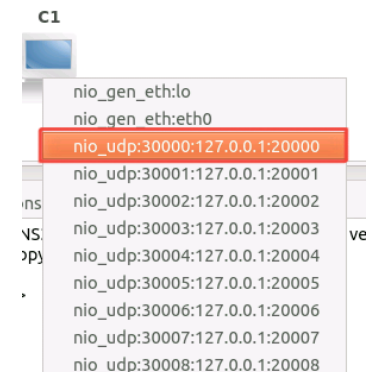 C1
nio_gen_eth:lo
nio_gen_eth:eth0
nio_udp:30000:127.0.0.1:20000
nio_udp:30001:127.0.0.1:20001
nio_udp:30002:127.0.0.1:20002
nio_udp:30003:127.0.0.1:20003
nio_udp:30004:127.0.0.1:20004
nio_udp:30005:127.0.0.1:20005
nio_udp:30006:127.0.0.1:20006
nio_udp:30007:127.0.0.1:20007
nio_udp:30008:127.0.0.1:20008